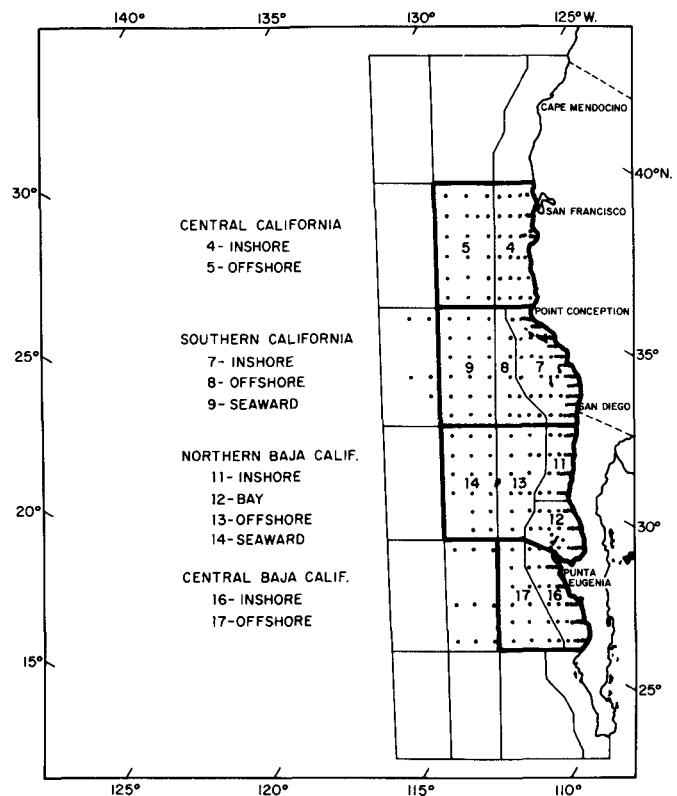 140°
135°
130°
125° W.
CAPE MENDOCINO
40° N.
30°
SAN FRANCISCO
CENTRAL CALIFORNIA
4- INSHORE
5- OFFSHORE
5
4
POINT CONCEPTION
SOUTHERN CALIFORNIA
7- INSHORE
8- OFFSHORE
9- SEAWARD
35°
25°
9
8
7
SAN DIEGO
NORTHERN BAJA CALIF.
11- INSHORE
12- BAY
13- OFFSHORE
14- SEAWARD
11
14
13
12
20°
30°
CENTRAL BAJA CALIF.
16- INSHORE
17- OFFSHORE
PUNTA
EUGENIA
17
16
15°
25°
125°
120°
115°
110°